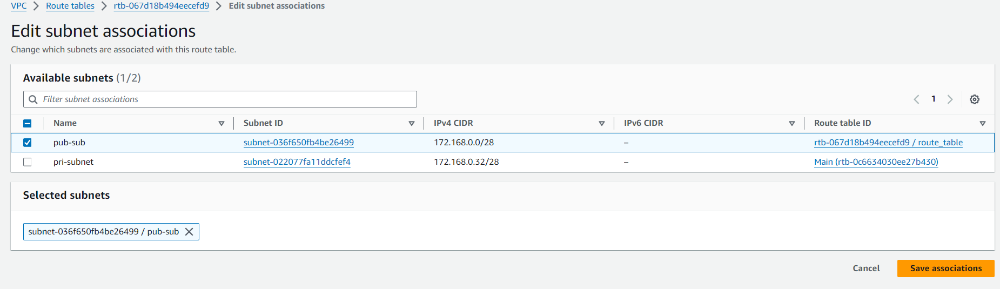 VPC > Route tables > rtb-067d18b494eecefd9 > Edit subnet associations
Edit subnet associations
Change which subnets are associated with this route table.
Available subnets (1/2)
Filter subnet associations
1
Name Subnet ID IPv4 CIDR IPv6 CIDR Route table ID
pub-sub subnet-036f650fb4be26499 172.168.0.0/28 – rtb-067d18b494eecefd9 / route_table
pri-subnet subnet-022077fa11ddcfef4 172.168.0.32/28 – Main (rtb-0c6634030ee27b430)
Selected subnets
subnet-036f650fb4be26499 / pub-sub
Cancel Save associations